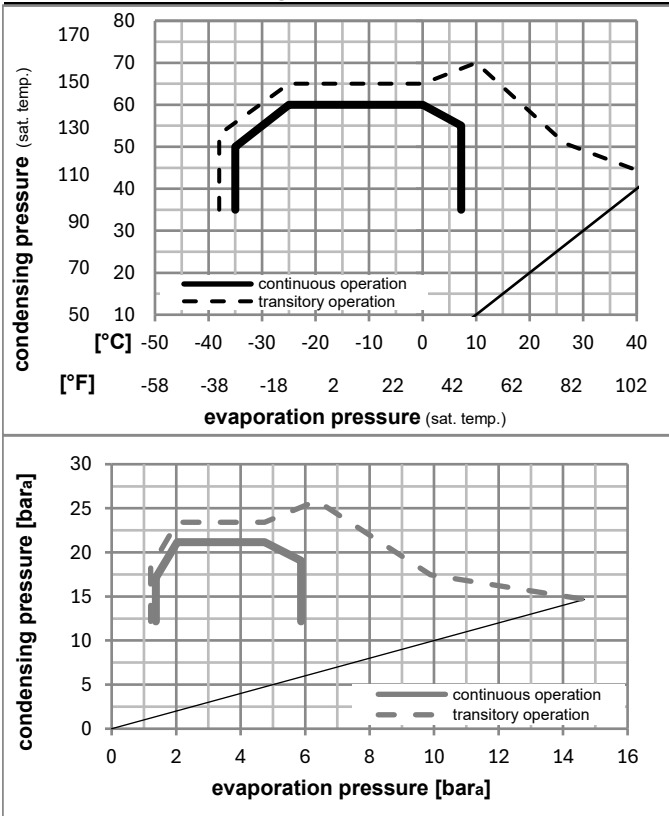 condensing pressure (sat. temp.)
170 80
70
150 60
130 50
110 40
90 30
70 20
50 10
continuous operation
transitory operation
[°C] -50 -40 -30 -20 -10 0 10 20 30 40
[°F] -58 -38 -18 2 22 42 62 82 102
evaporation pressure (sat. temp.)
condensing pressure [bara]
30
25
20
15
10
5
0
continuous operation
transitory operation
0 2 4 6 8 10 12 14 16
evaporation pressure [bara]